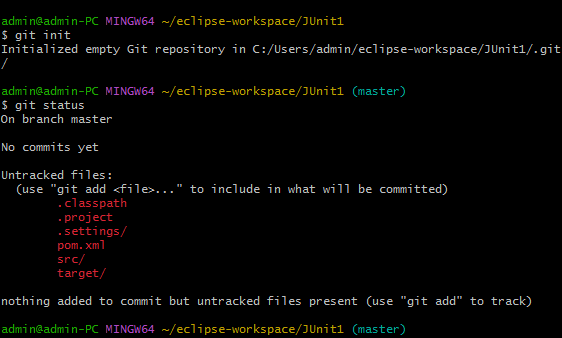 admin@admin-PC MINGW64 ~/eclipse-workspace/JUnit1
$ git init
Initialized empty Git repository in C:/Users/admin/eclipse-workspace/JUnit1/.git
/
admin@admin-PC MINGW64 ~/eclipse-workspace/JUnit1 (master)
$ git status
On branch master
No commits yet
Untracked files:
(use "git add <file>..." to include in what will be committed)
.classpath
.project
.settings/
pom.xml
src/
target/
nothing added to commit but untracked files present (use "git add" to track)
admin@admin-PC MINGW64 ~/eclipse-workspace/JUnit1 (master)